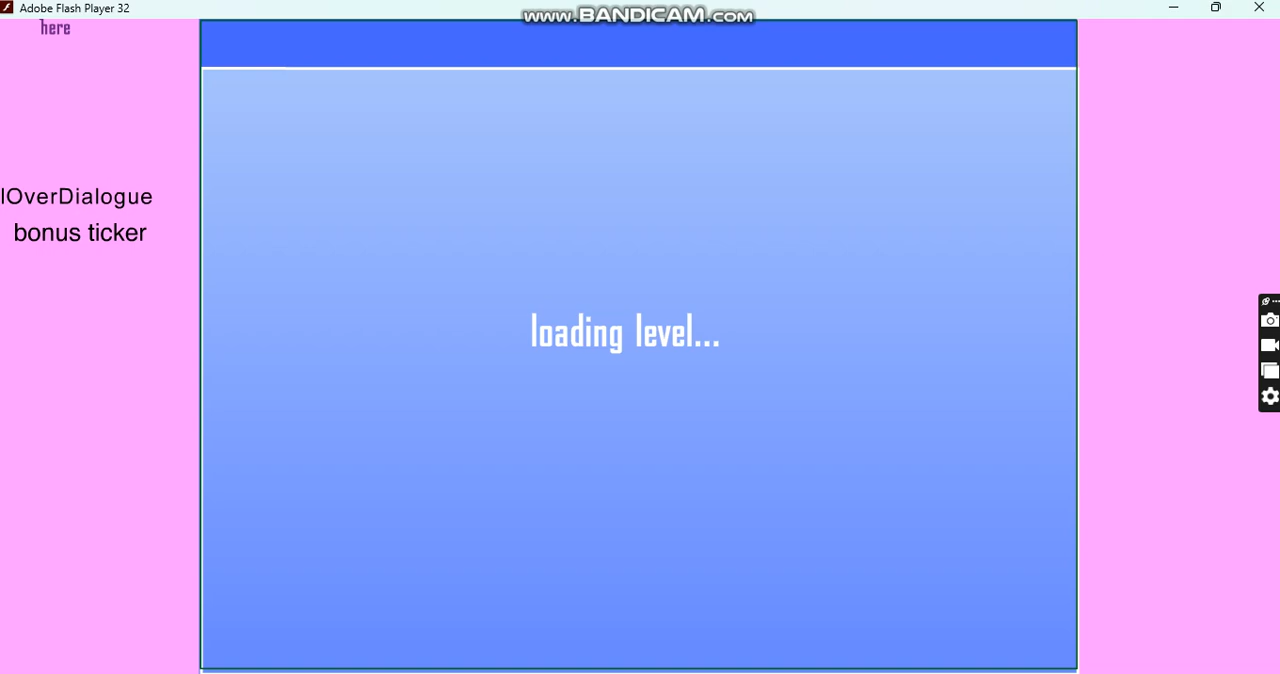 Adobe Flash Player 32
www.BANDICAM.com
here
lOverDialogue
bonus ticker
loading level...